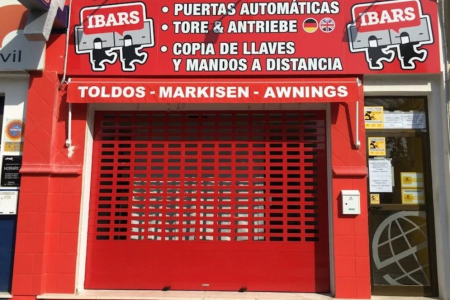 IBARS
• PUERTAS AUTOMÁTICAS
• TORE & ANTRIEBE
• COPIA DE LLAVES
Y MANDOS A DISTANCIA
IBARS
TOLDOS - MARKISEN - AWNINGS
vil